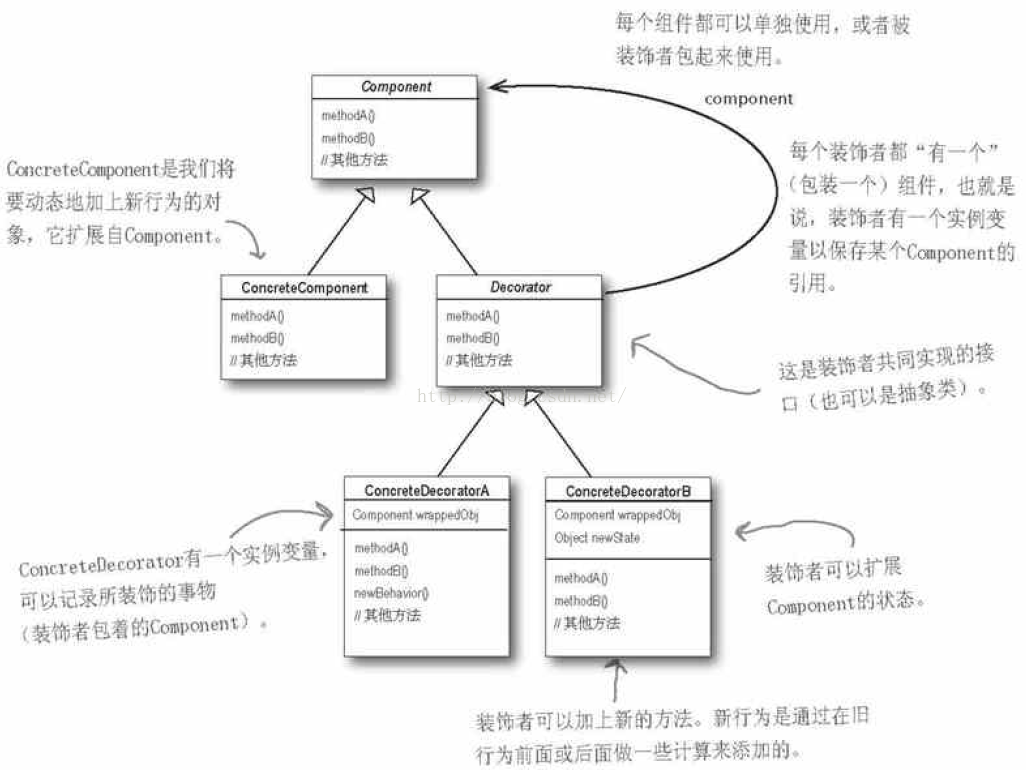 每个组件都可以单独使用，或者被
装饰者包起来使用。
Component
methodA()
methodB()
// 其他方法
component
ConcreteComponent是我们将
要动态地加上新行为的对
象，它扩展自Component。
每个装饰者都“有一个”
（包装一个）组件，也就是
说，装饰者有一个实例变
量以保存某个Component的
引用。
ConcreteComponent
methodA()
methodB()
// 其他方法
Decorator
methodA()
methodB()
// 其他方法
这是装饰者共同实现的接
口（也可以是抽象类）。
ConcreteDecoratorA
Component wrappedObj
methodA()
methodB()
newBehavior()
// 其他方法
ConcreteDecoratorB
Component wrappedObj
Object newState
methodA()
methodB()
// 其他方法
ConcreteDecorator有一个实例变量，
可以记录所装饰的事物
（装饰者包着的Component）。
装饰者可以扩展
Component的状态。
装饰者可以加上新的方法。新行为是通过在旧
行为前面或后面做一些计算来添加的。